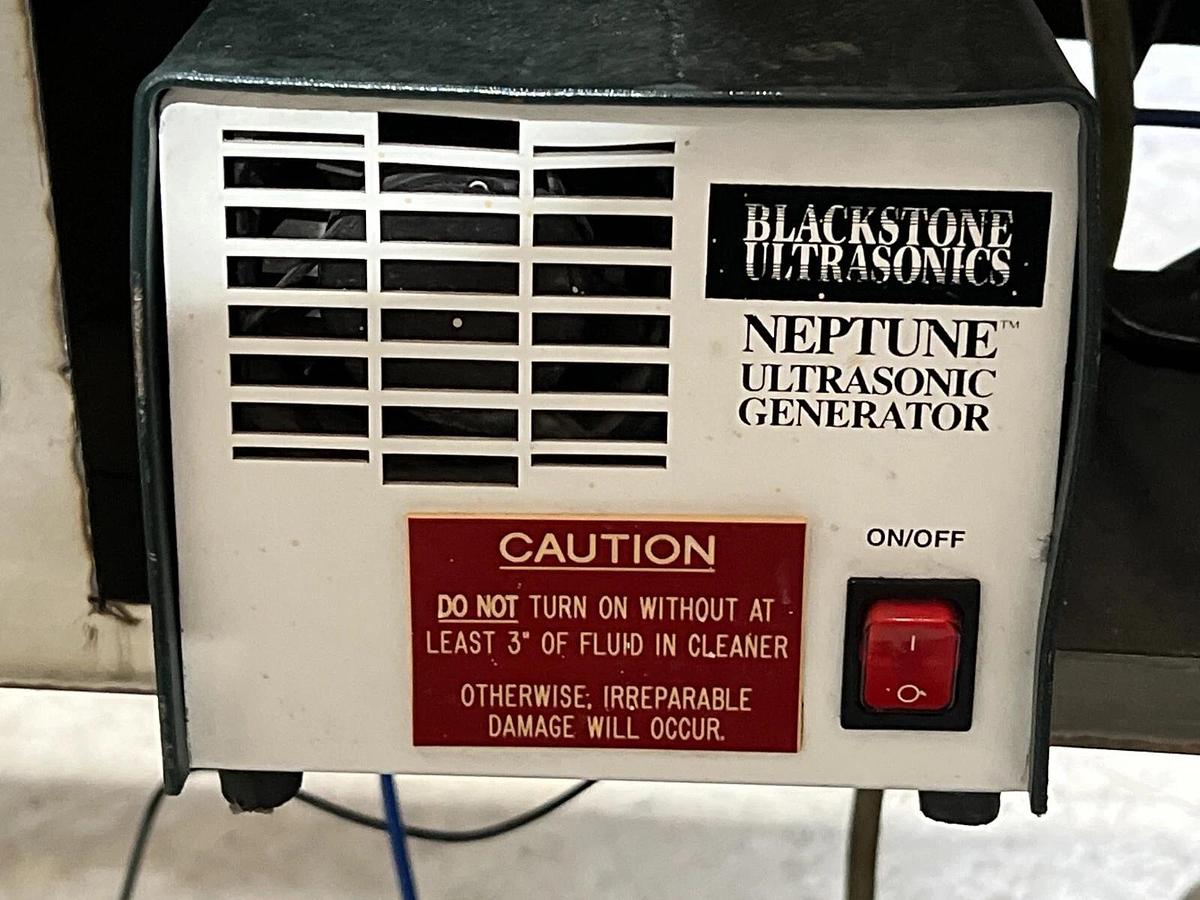 BLACKSTONE
ULTRASONICS
NEPTUNE™
ULTRASONIC
GENERATOR
CAUTION
DO NOT TURN ON WITHOUT AT
LEAST 3" OF FLUID IN CLEANER
OTHERWISE; IRREPARABLE
DAMAGE WILL OCCUR.
ON/OFF